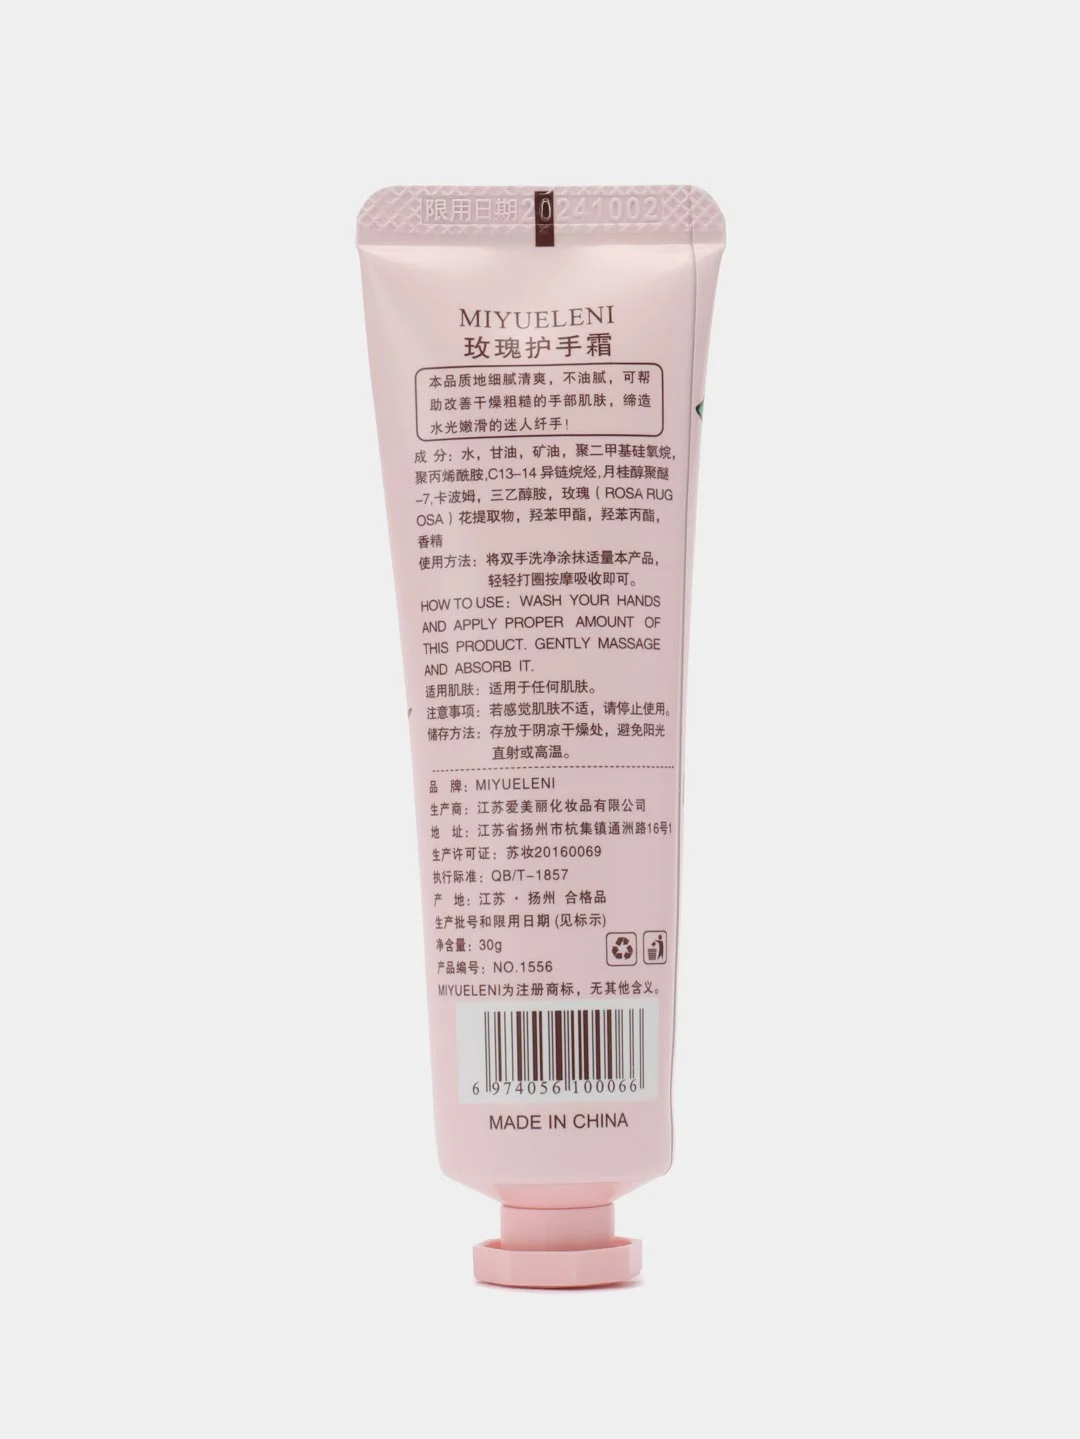 限用日期20241002
MIYUELENI
玫瑰护手霜
本品质地细腻清爽，不油腻，可帮
助改善干燥粗糙的手部肌肤，缔造
水光嫩滑的迷人纤手！
成 分：水，甘油，矿油，聚二甲基硅氧烷，
聚丙烯酰胺,C13-14 异链烷烃,月桂醇聚醚
-7,卡波姆，三乙醇胺，玫瑰（ROSA RUG
OSA）花提取物，羟苯甲酯，羟苯丙酯，
香精
使用方法：将双手洗净涂抹适量本产品，
轻轻打圈按摩吸收即可。
HOW TO USE：WASH YOUR HANDS
AND APPLY PROPER AMOUNT OF
THIS PRODUCT. GENTLY MASSAGE
AND ABSORB IT.
适用肌肤：适用于任何肌肤。
注意事项：若感觉肌肤不适，请停止使用。
储存方法：存放于阴凉干燥处，避免阳光
直射或高温。
品 牌：MIYUELENI
生产商：江苏爱美丽化妆品有限公司
地 址：江苏省扬州市杭集镇通洲路16号1
生产许可证：苏妆20160069
执行标准：QB/T-1857
产 地：江苏·扬州 合格品
生产批号和限用日期(见标示)
净含量：30g
产品编号：NO.1556
MIYUELENI为注册商标，无其他含义。
6 974056 100066
MADE IN CHINA